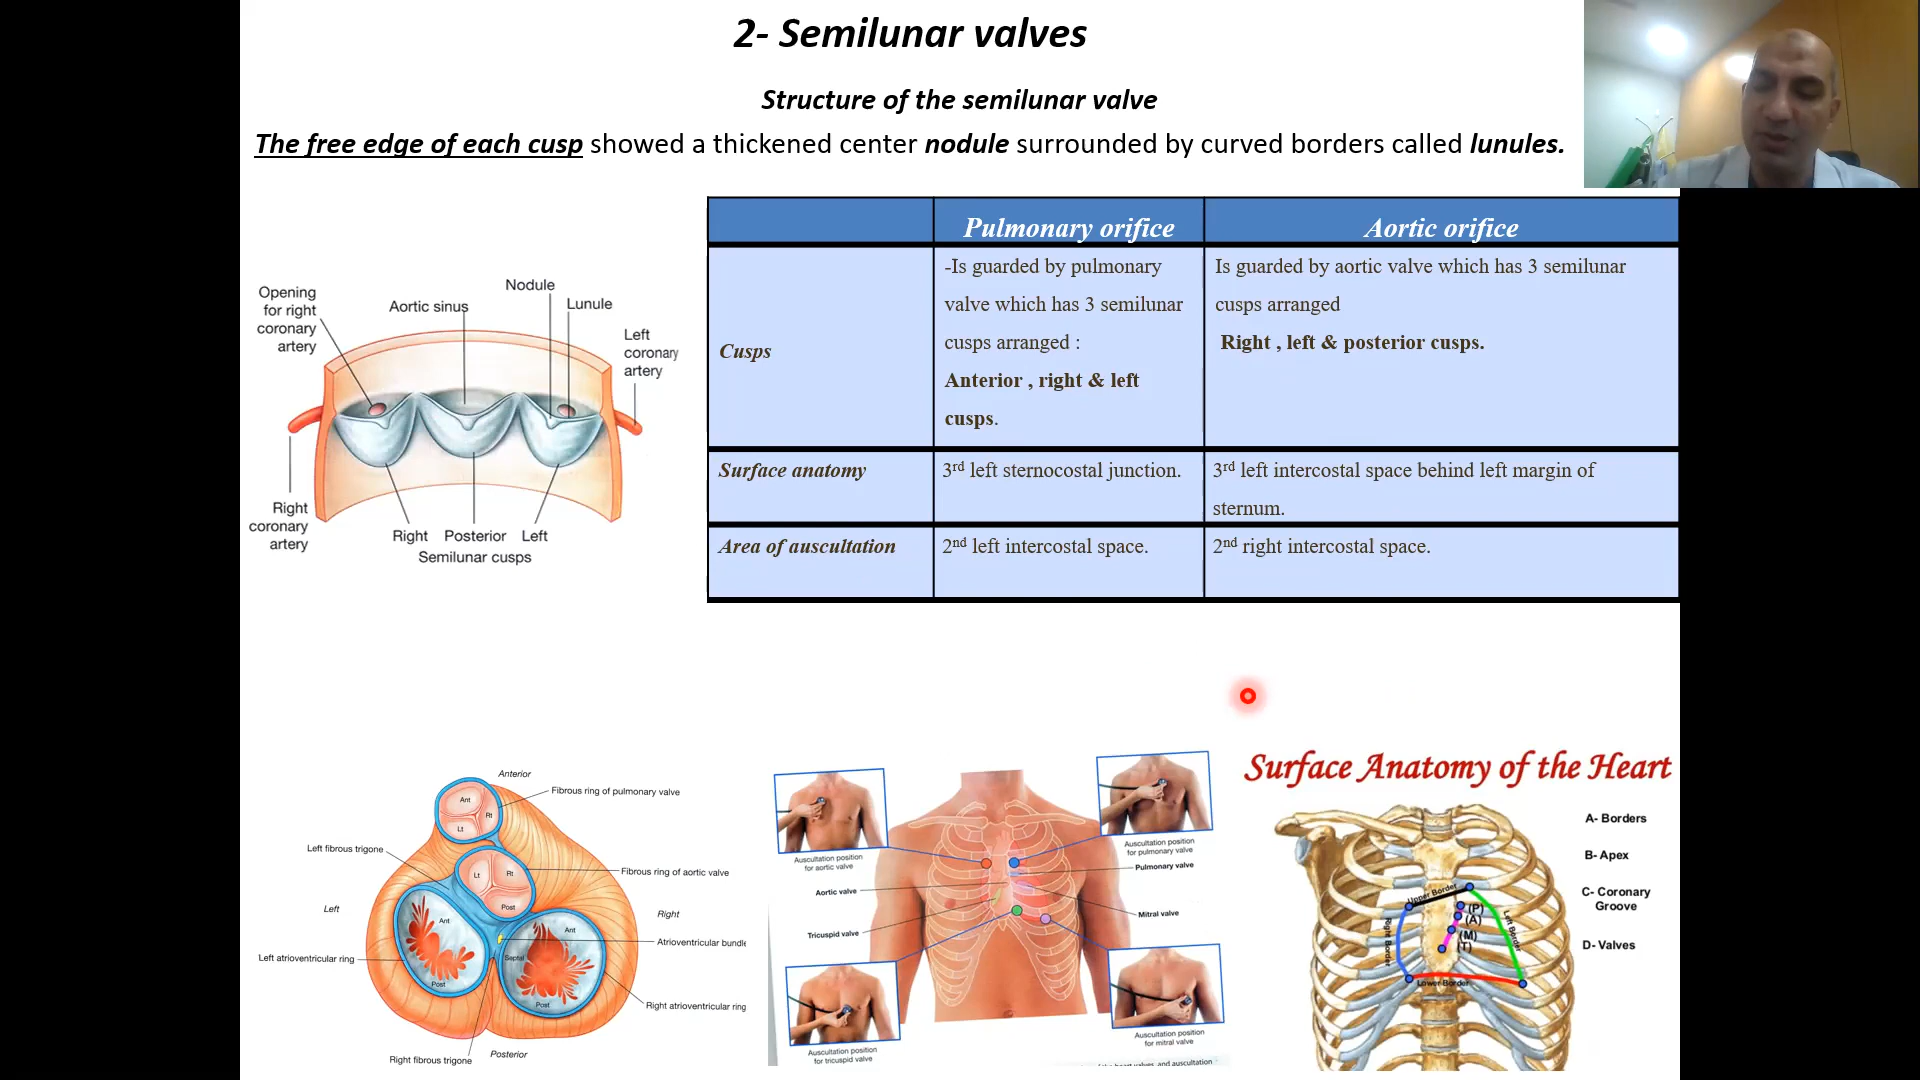 2- Semilunar valves
Structure of the semilunar valve
The free edge of each cusp showed a thickened center nodule surrounded by curved borders called lunules.
Pulmonary orifice
Aortic orifice
Cusps
-Is guarded by pulmonary
valve which has 3 semilunar
cusps arranged :
Anterior , right & left
cusps.
Is guarded by aortic valve which has 3 semilunar
cusps arranged
Right , left & posterior cusps.
Surface anatomy
3rd left sternocostal junction.
3rd left intercostal space behind left margin of
sternum.
Area of auscultation
2nd left intercostal space.
2nd right intercostal space.
Opening
for right
coronary
artery
Aortic sinus
Nodule
Lunule
Left
coronary
artery
Right
coronary
artery
Right
Posterior
Left
Semilunar cusps
Anterior
Fibrous ring of pulmonary valve
Ant
Rt
Lt
Left fibrous trigone
Fibrous ring of aortic valve
Lt
Rt
Post
Left
Right
Ant
Ant
Septal
Atrioventricular bundle
Left atrioventricular ring
Post
Post
Right atrioventricular ring
Right fibrous trigone
Posterior
Auscultation position
for aortic valve
Auscultation position
for pulmonary valve
Pulmonary valve
Aortic valve
Mitral valve
Tricuspid valve
Auscultation position
for tricuspid valve
Auscultation position
for mitral valve
heart valves, and auscultation
Surface Anatomy of the Heart
A- Borders
B- Apex
C- Coronary
Groove
D- Valves
Upper Border
Right Border
Left Border
Lower Border
(P)
(A)
(M)
(T)